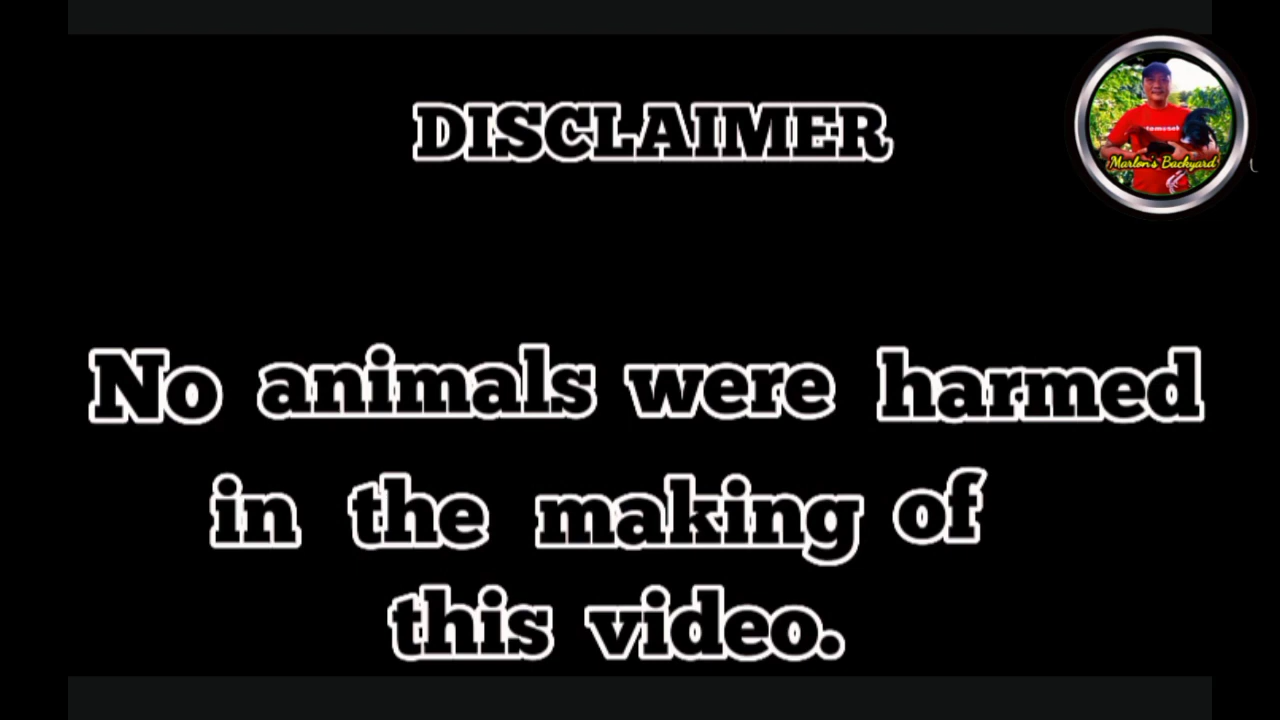 DISCLAIMER
Marlon's Backyard
No animals were harmed
in the making of
this video.